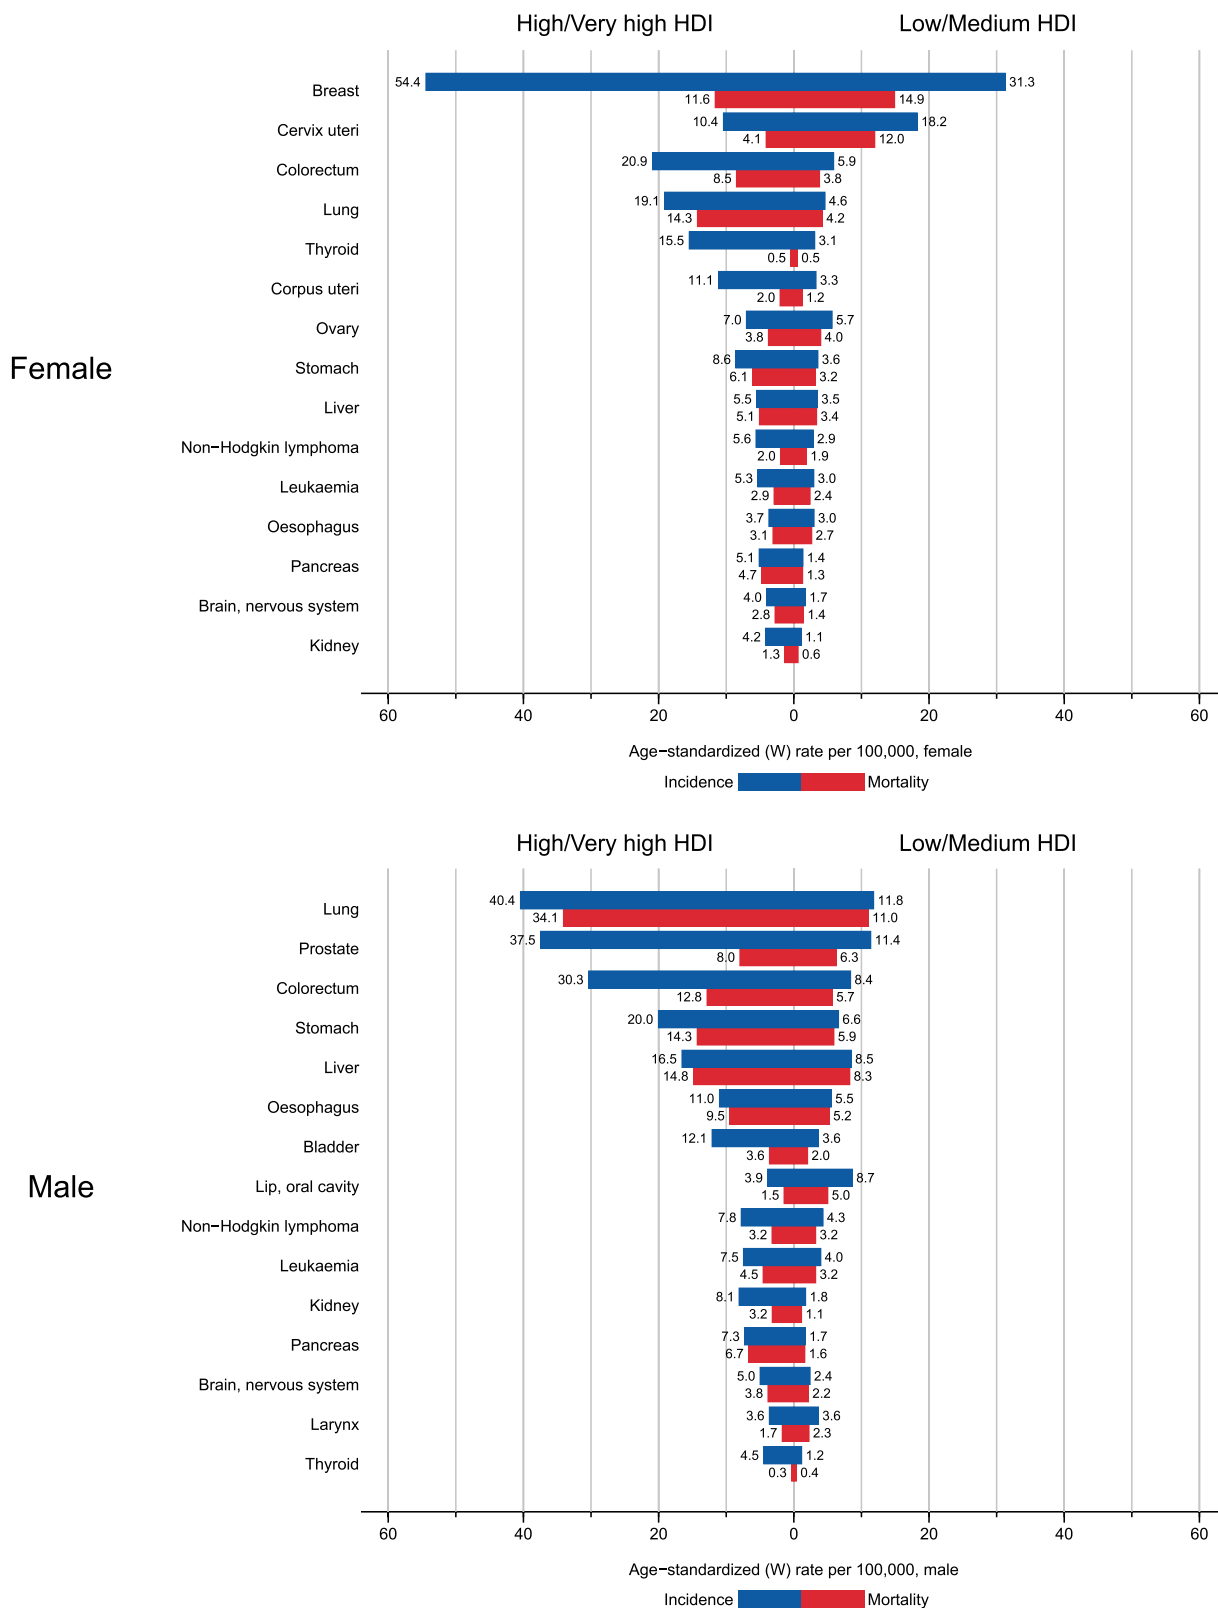 High/Very high HDI Low/Medium HDI
Breast 54.4 31.3
11.6 14.9
Cervix uteri 10.4 18.2
4.1 12.0
Colorectum 20.9 5.9
8.5 3.8
Lung 19.1 4.6
14.3 4.2
Thyroid 15.5 3.1
0.5 0.5
Corpus uteri 11.1 3.3
2.0 1.2
Ovary 7.0 5.7
3.8 4.0
Female
Stomach 8.6 3.6
6.1 3.2
Liver 5.5 3.5
5.1 3.4
Non−Hodgkin lymphoma 5.6 2.9
2.0 1.9
Leukaemia 5.3 3.0
2.9 2.4
Oesophagus 3.7 3.0
3.1 2.7
Pancreas 5.1 1.4
4.7 1.3
Brain, nervous system 4.0 1.7
2.8 1.4
Kidney 4.2 1.1
1.3 0.6
60 40 20 0 20 40 60
Age−standardized (W) rate per 100,000, female
Incidence Mortality
High/Very high HDI Low/Medium HDI
Lung 40.4 11.8
34.1 11.0
Prostate 37.5 11.4
8.0 6.3
Colorectum 30.3 8.4
12.8 5.7
Stomach 20.0 6.6
14.3 5.9
Liver 16.5 8.5
14.8 8.3
Oesophagus 11.0 5.5
9.5 5.2
Bladder 12.1 3.6
3.6 2.0
Male
Lip, oral cavity 3.9 8.7
1.5 5.0
Non−Hodgkin lymphoma 7.8 4.3
3.2 3.2
Leukaemia 7.5 4.0
4.5 3.2
Kidney 8.1 1.8
3.2 1.1
Pancreas 7.3 1.7
6.7 1.6
Brain, nervous system 5.0 2.4
3.8 2.2
Larynx 3.6 3.6
1.7 2.3
Thyroid 4.5 1.2
0.3 0.4
60 40 20 0 20 40 60
Age−standardized (W) rate per 100,000, male
Incidence Mortality